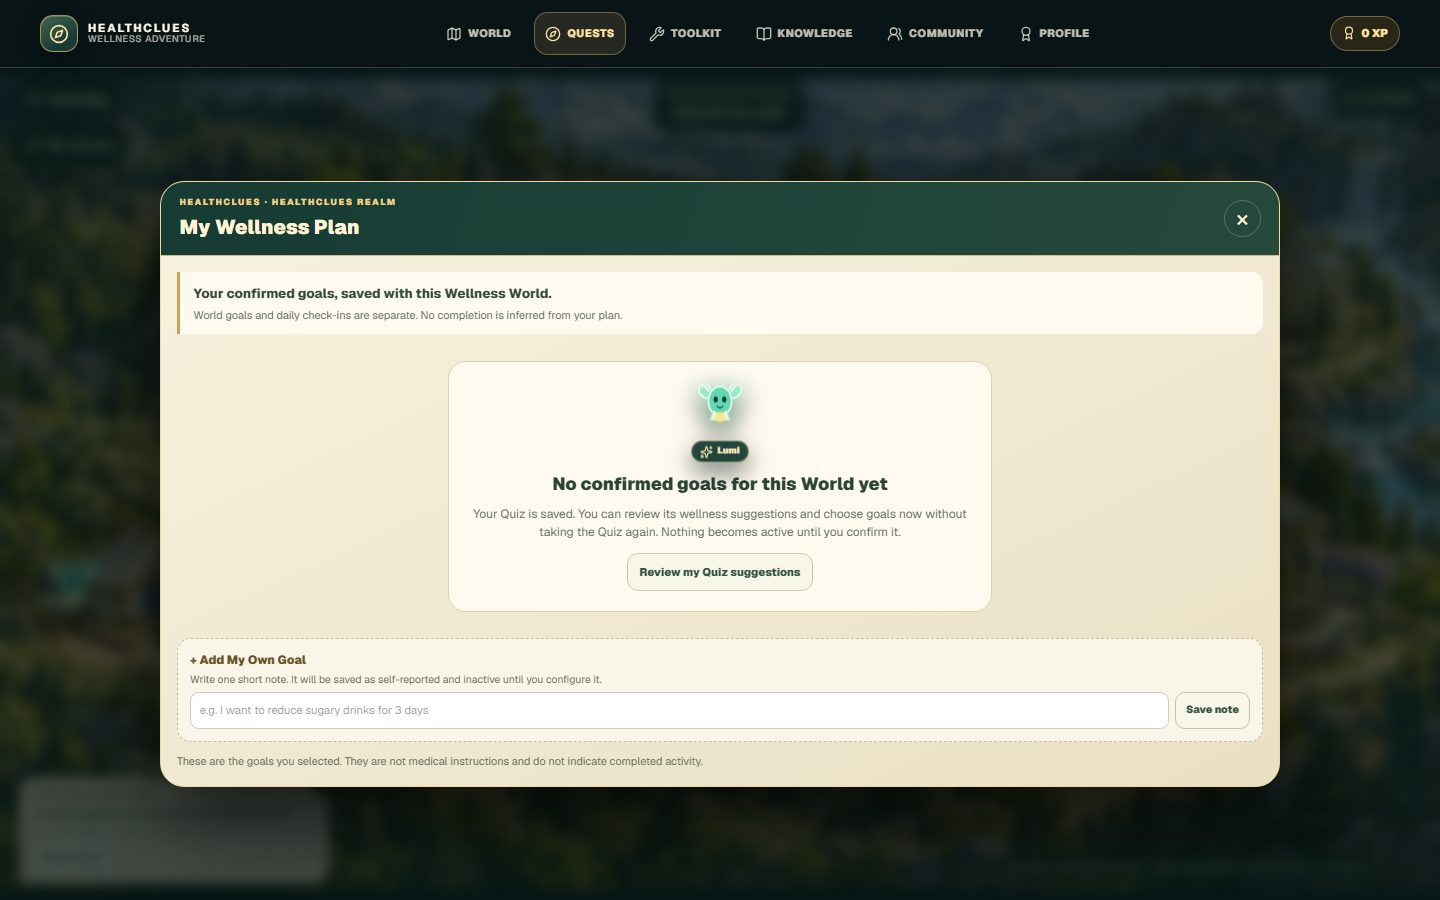 HEALTHCLUES
WELLNESS ADVENTURE
WORLD
QUESTS
TOOLKIT
KNOWLEDGE
COMMUNITY
PROFILE
0 XP
HEALTHCLUES · HEALTHCLUES REALM
My Wellness Plan
Your confirmed goals, saved with this Wellness World.
World goals and daily check-ins are separate. No completion is inferred from your plan.
Lumi
No confirmed goals for this World yet
Your Quiz is saved. You can review its wellness suggestions and choose goals now without
taking the Quiz again. Nothing becomes active until you confirm it.
Review my Quiz suggestions
+ Add My Own Goal
Write one short note. It will be saved as self-reported and inactive until you configure it.
e.g. I want to reduce sugary drinks for 3 days
Save note
These are the goals you selected. They are not medical instructions and do not indicate completed activity.